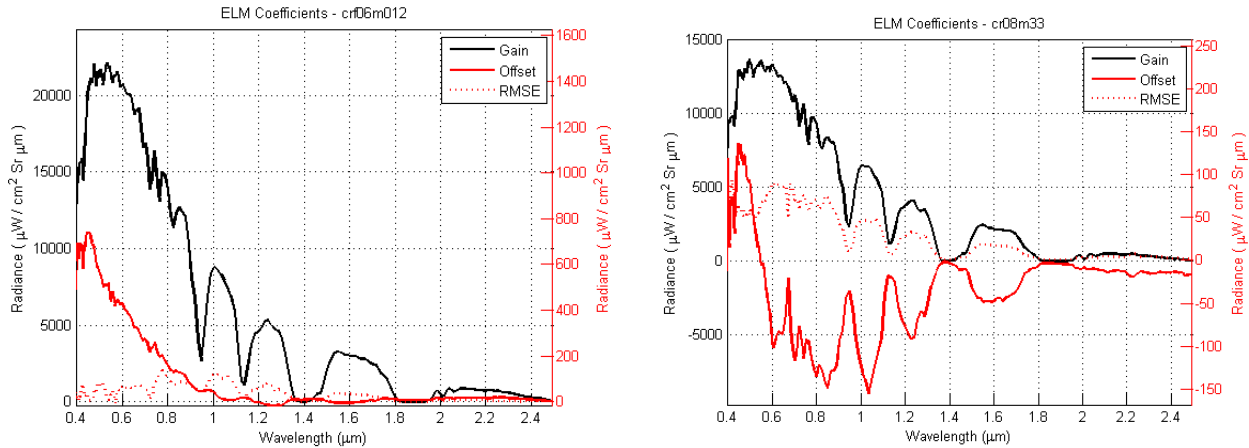 ELM Coefficients - crf06m012
Radiance ( μW / cm2 Sr μm )
20000
15000
10000
5000
0
Gain
Offset
RMSE
1600
1400
1200
1000
800
600
400
200
0
Radiance ( μW / cm2 Sr μm )
0.4 0.6 0.8 1.0 1.2 1.4 1.6 1.8 2.0 2.2 2.4
Wavelength (μm)
ELM Coefficients - cr08m33
Radiance ( μW / cm2 Sr μm )
15000
10000
5000
0
-5000
Gain
Offset
RMSE
250
200
150
100
50
0
-50
-100
-150
Radiance ( μW / cm2 Sr μm )
0.4 0.6 0.8 1.0 1.2 1.4 1.6 1.8 2.0 2.2 2.4
Wavelength (μm)